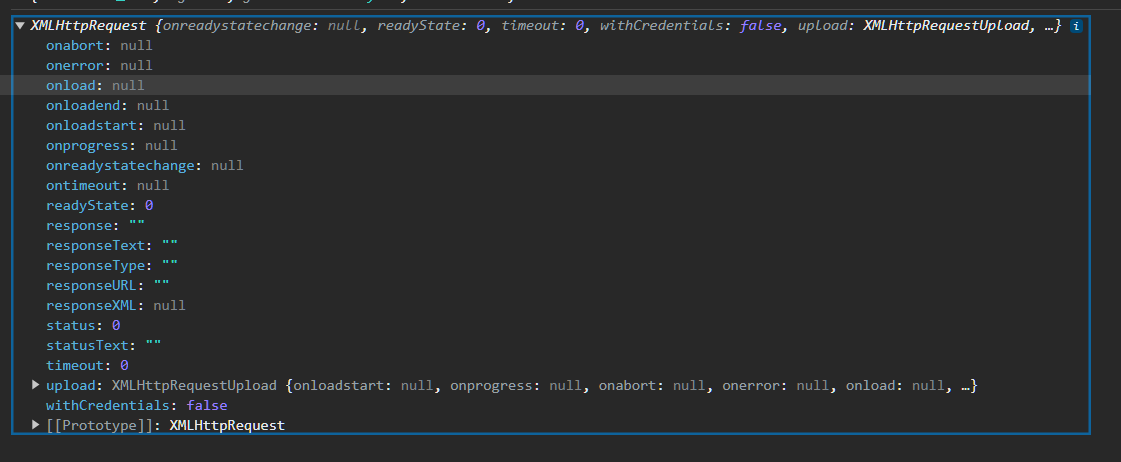 XMLHttpRequest {onreadystatechange: null, readyState: 0, timeout: 0, withCredentials: false, upload: XMLHttpRequestUpload, …} i
onabort: null
onerror: null
onload: null
onloadend: null
onloadstart: null
onprogress: null
onreadystatechange: null
ontimeout: null
readyState: 0
response: ""
responseText: ""
responseType: ""
responseURL: ""
responseXML: null
status: 0
statusText: ""
timeout: 0
upload: XMLHttpRequestUpload {onloadstart: null, onprogress: null, onabort: null, onerror: null, onload: null, …}
withCredentials: false
[[Prototype]]: XMLHttpRequest